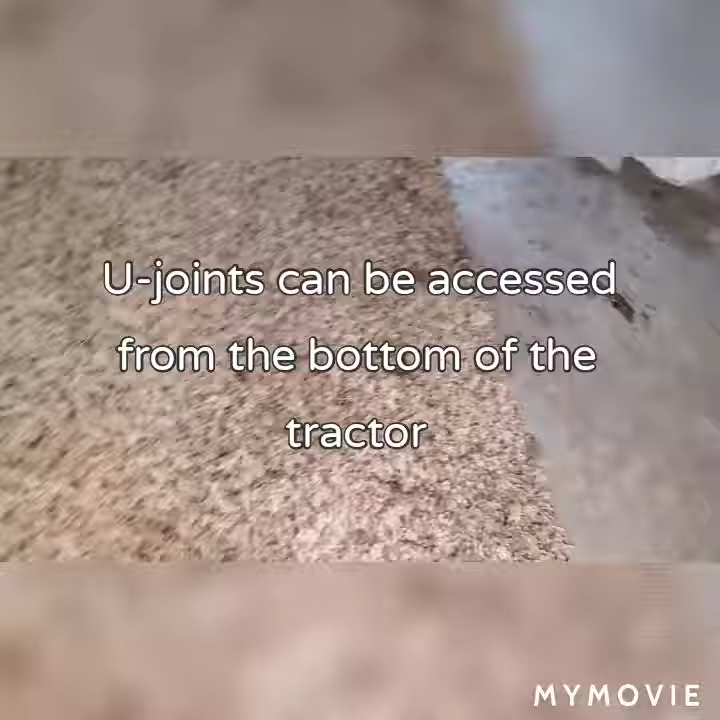 U-joints can be accessed
from the bottom of the
tractor
MYMOVIE